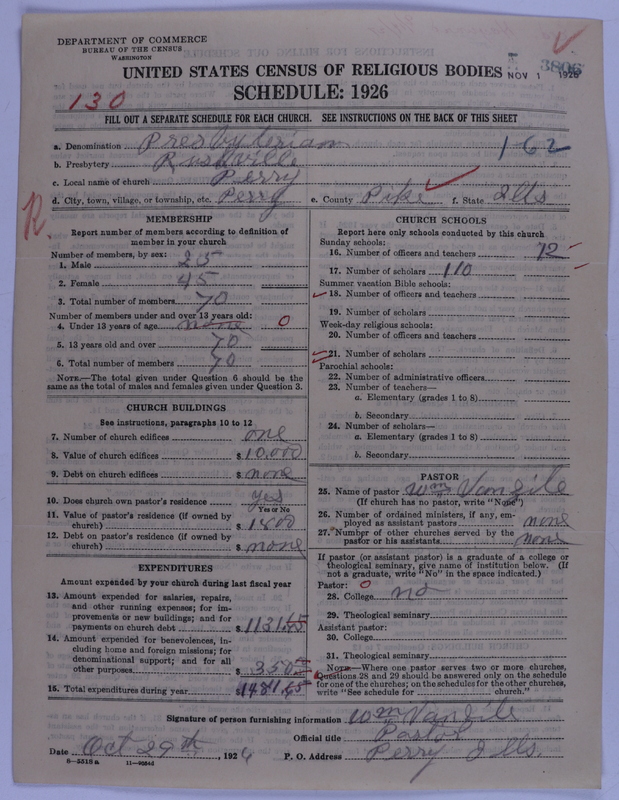 DEPARTMENT OF COMMERCE
BUREAU OF THE CENSUS
WASHINGTON
UNITED STATES CENSUS OF RELIGIOUS BODIES
NOV 1 1926
3806
SCHEDULE: 1926
130
FILL OUT A SEPARATE SCHEDULE FOR EACH CHURCH. SEE INSTRUCTIONS ON THE BACK OF THIS SHEET
a. Denomination Presbyterian 162
b. Presbytery Rushville
c. Local name of church Perry
d. City, town, village, or township, etc. Perry e. County Pike f. State Ills
R.
MEMBERSHIP
Report number of members according to definition of
member in your church
Number of members, by sex:
1. Male 25
2. Female 45
3. Total number of members 70
Number of members under and over 13 years old:
4. Under 13 years of age none 0
5. 13 years old and over 70
6. Total number of members 70
NOTE.—The total given under Question 6 should be the
same as the total of males and females given under Question 3.
CHURCH BUILDINGS
See instructions, paragraphs 10 to 12
7. Number of church edifices one
8. Value of church edifices $ 10,000
9. Debt on church edifices $ none
10. Does church own pastor's residence yes
Yes or No
11. Value of pastor's residence (if owned by
church) $ 1800
12. Debt on pastor's residence (if owned by
church) $ none
EXPENDITURES
Amount expended by your church during last fiscal year
13. Amount expended for salaries, repairs,
and other running expenses; for im-
provements or new buildings; and for
payments on church debt $ 1131.45
14. Amount expended for benevolences, in-
cluding home and foreign missions; for
denominational support; and for all
other purposes $ 350
15. Total expenditures during year $ 1481.45
CHURCH SCHOOLS
Report here only schools conducted by this church
Sunday schools:
16. Number of officers and teachers 12
17. Number of scholars 110
Summer vacation Bible schools:
18. Number of officers and teachers
19. Number of scholars
Week-day religious schools:
20. Number of officers and teachers
21. Number of scholars
Parochial schools:
22. Number of administrative officers
23. Number of teachers—
a. Elementary (grades 1 to 8)
b. Secondary
24. Number of scholars—
a. Elementary (grades 1 to 8)
b. Secondary
PASTOR
25. Name of pastor Wm Vangile
(If church has no pastor, write "None")
26. Number of ordained ministers, if any, em-
ployed as assistant pastors none
27. Number of other churches served by the
pastor or his assistants none
If pastor (or assistant pastor) is a graduate of a college or
theological seminary, give name of institution below. (If
not a graduate, write "No" in the space indicated.)
Pastor: 0
28. College no
29. Theological seminary
Assistant pastor:
30. College
31. Theological seminary
NOTE.—Where one pastor serves two or more churches,
Questions 28 and 29 should be answered only on the schedule
for one of the churches; on the schedules for the other churches,
write "See schedule for church."
Signature of person furnishing information Wm Vangile
Official title Pastor
Date Oct 29th, 1926 P. O. Address Perry Ills.
8-5518a 11-90546